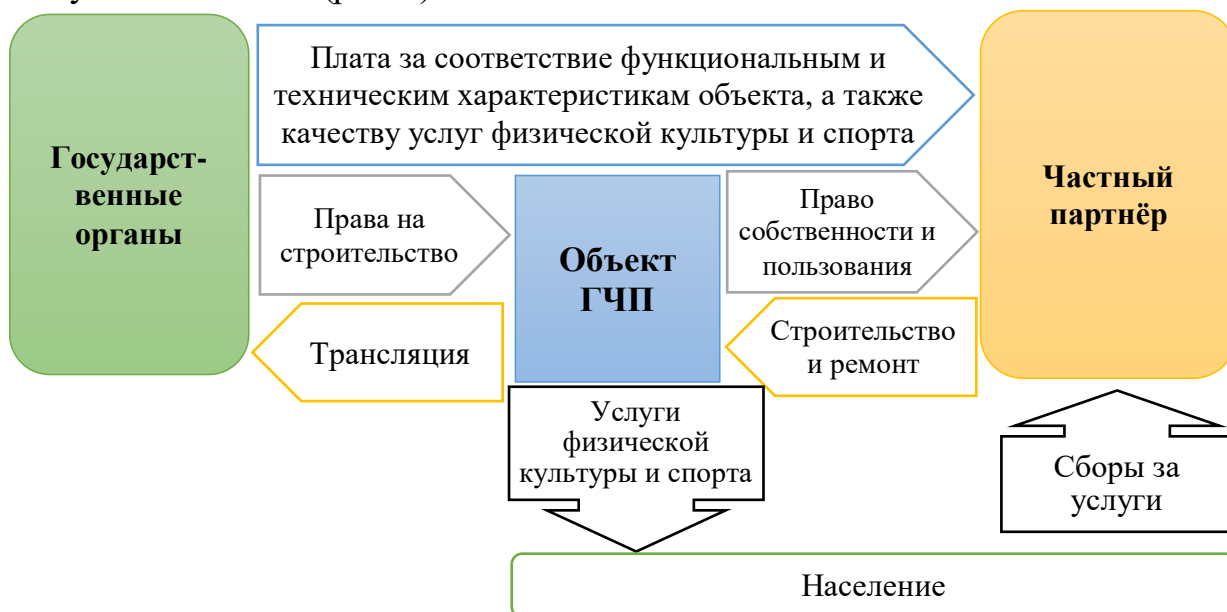 Плата за соответствие функциональным и
техническим характеристикам объекта, а также
качеству услуг физической культуры и спорта
Государст-
венные
органы
Частный
партнёр
Права на
строительство
Объект
ГЧП
Право
собственности и
пользования
Трансляция
Строительство
и ремонт
Услуги
физической
культуры и спорта
Сборы за
услуги
Население